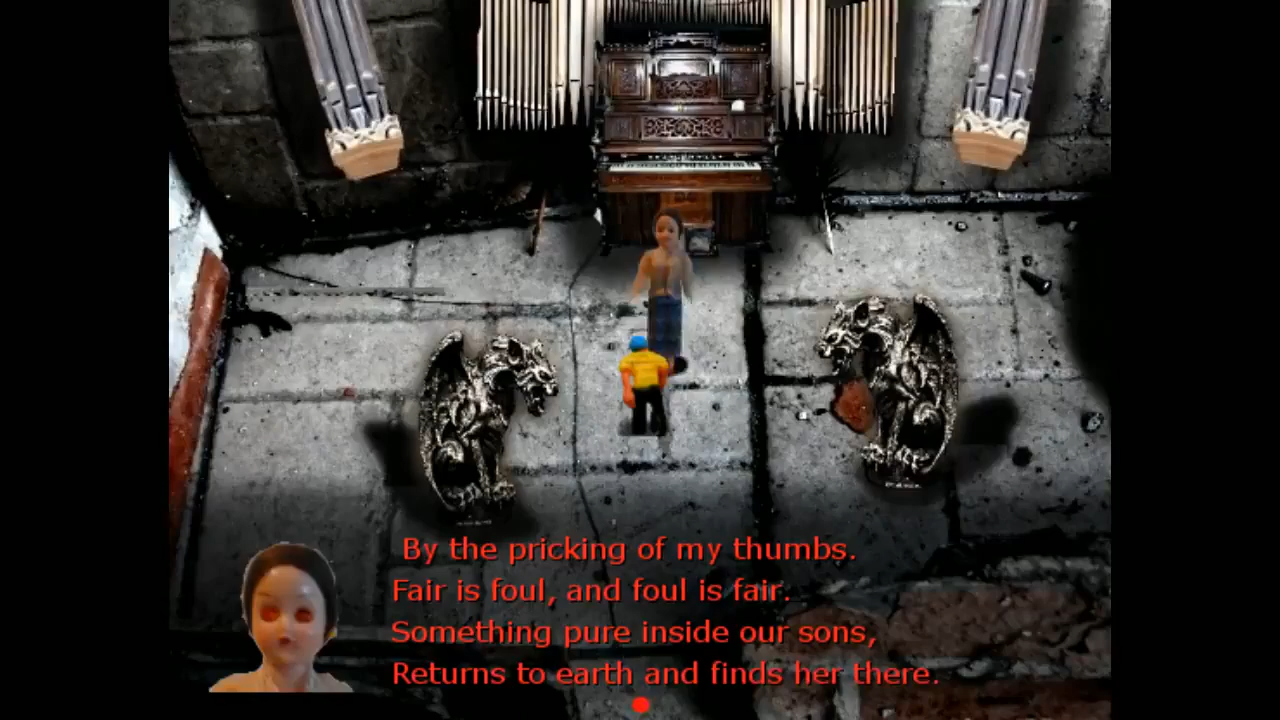 By the pricking of my thumbs.
Fair is foul, and foul is fair.
Something pure inside our sons,
Returns to earth and finds her there.